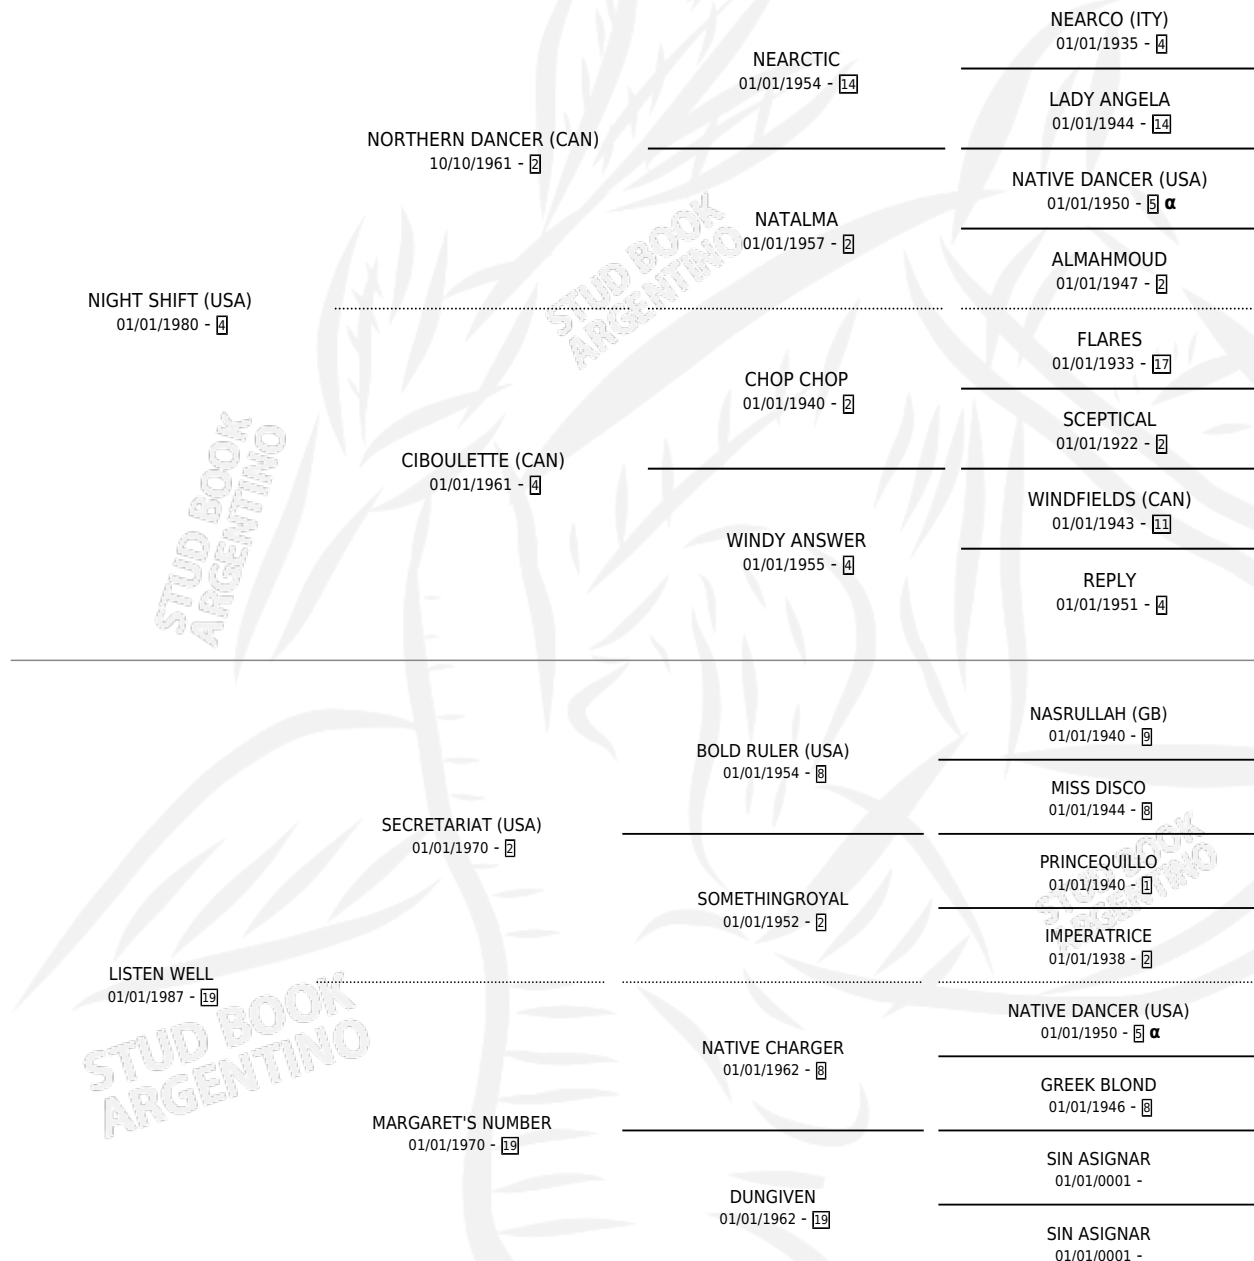 NEARCO (ITY)
01/01/1935 - 4
NEARCTIC
01/01/1954 - 14
LADY ANGELA
01/01/1944 - 14
NORTHERN DANCER (CAN)
10/10/1961 - 2
NATIVE DANCER (USA)
01/01/1950 - 5 α
NATALMA
01/01/1957 - 2
ALMAHMOUD
01/01/1947 - 2
NIGHT SHIFT (USA)
01/01/1980 - 4
FLARES
01/01/1933 - 17
CHOP CHOP
01/01/1940 - 2
SCEPTICAL
01/01/1922 - 2
CIBOULETTE (CAN)
01/01/1961 - 4
WINDFIELDS (CAN)
01/01/1943 - 11
WINDY ANSWER
01/01/1955 - 4
REPLY
01/01/1951 - 4
NASRULLAH (GB)
01/01/1940 - 9
BOLD RULER (USA)
01/01/1954 - 8
MISS DISCO
01/01/1944 - 8
SECRETARIAT (USA)
01/01/1970 - 2
PRINCEQUILLO
01/01/1940 - 1
SOMETHINGROYAL
01/01/1952 - 2
IMPERATRICE
01/01/1938 - 2
LISTEN WELL
01/01/1987 - 19
NATIVE DANCER (USA)
01/01/1950 - 5 α
NATIVE CHARGER
01/01/1962 - 8
GREEK BLOND
01/01/1946 - 8
MARGARET'S NUMBER
01/01/1970 - 19
SIN ASIGNAR
01/01/0001 -
DUNGIVEN
01/01/1962 - 19
SIN ASIGNAR
01/01/0001 -
STUD BOOK
ARGENTINO
STUD BOOK
ARGENTINO
STUD BOOK
ARGENTINO
STUD BOOK
ARGENTINO